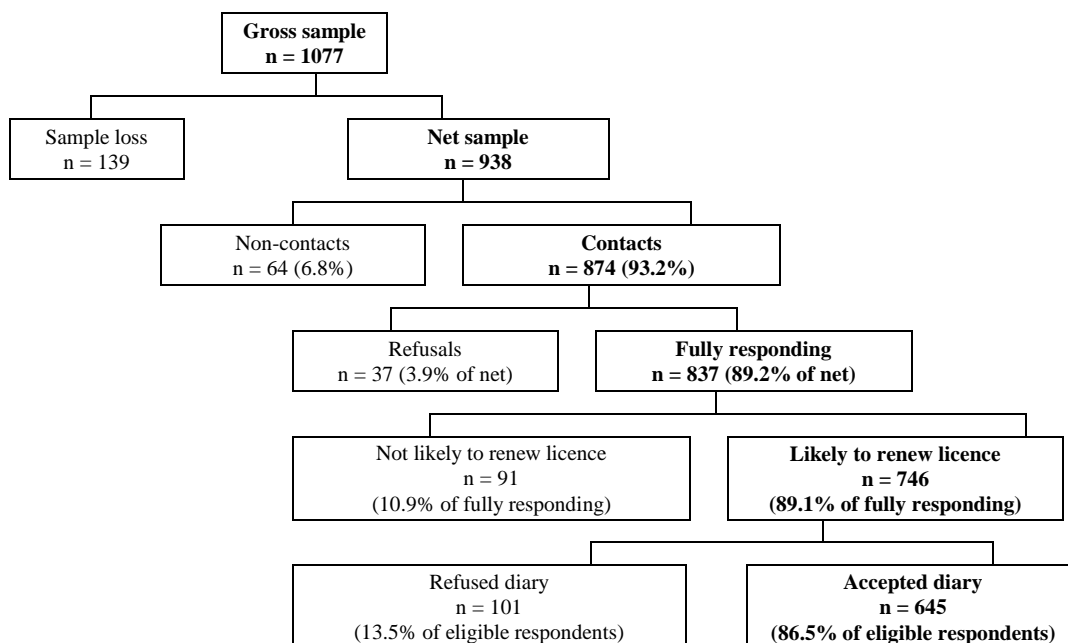 Gross sample
n = 1077
Sample loss
n = 139
Net sample
n = 938
Non-contacts
n = 64 (6.8%)
Contacts
n = 874 (93.2%)
Refusals
n = 37 (3.9% of net)
Fully responding
n = 837 (89.2% of net)
Not likely to renew licence
n = 91
(10.9% of fully responding)
Likely to renew licence
n = 746
(89.1% of fully responding)
Refused diary
n = 101
(13.5% of eligible respondents)
Accepted diary
n = 645
(86.5% of eligible respondents)